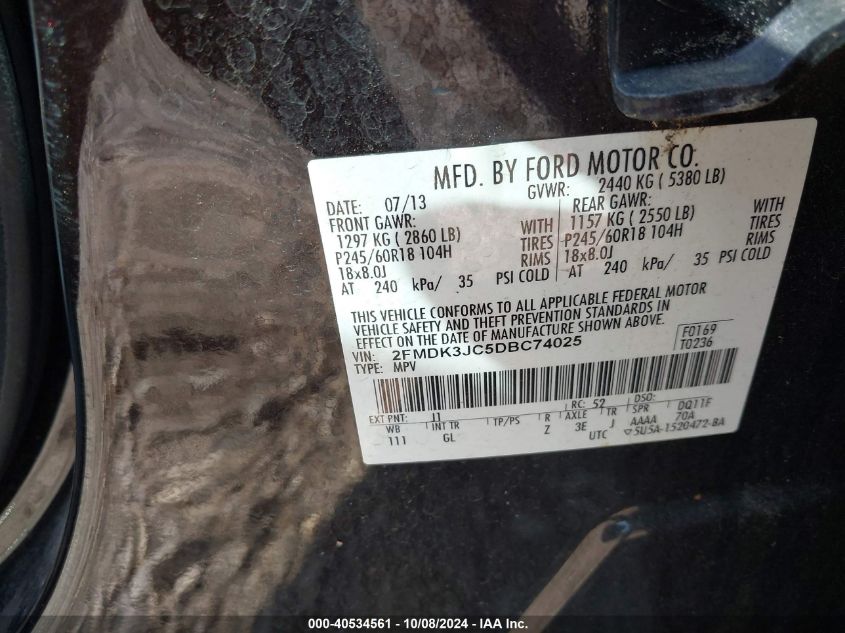 MFD. BY FORD MOTOR CO.
DATE: 07/13 GVWR: 2440 KG ( 5380 LB)
FRONT GAWR: REAR GAWR:
1297 KG ( 2860 LB) WITH 1157 KG ( 2550 LB) WITH
P245/60R18 104H TIRES P245/60R18 104H TIRES
18x8.0J RIMS 18x8.0J RIMS
AT 240 kPa/ 35 PSI COLD AT 240 kPa/ 35 PSI COLD
THIS VEHICLE CONFORMS TO ALL APPLICABLE FEDERAL MOTOR
VEHICLE SAFETY AND THEFT PREVENTION STANDARDS IN
EFFECT ON THE DATE OF MANUFACTURE SHOWN ABOVE.
VIN: 2FMDK3JC5DBC74025 F0169
TYPE: MPV T0236
EXT PNT: J1 RC: 52 DSO:
WB INT TR TP/PS R AXLE TR SPR DQ11F
111 GL Z 3E J AAAA 70A
UTC 5U5A-1520472-BA
000-40534561 - 10/08/2024 - IAA Inc.